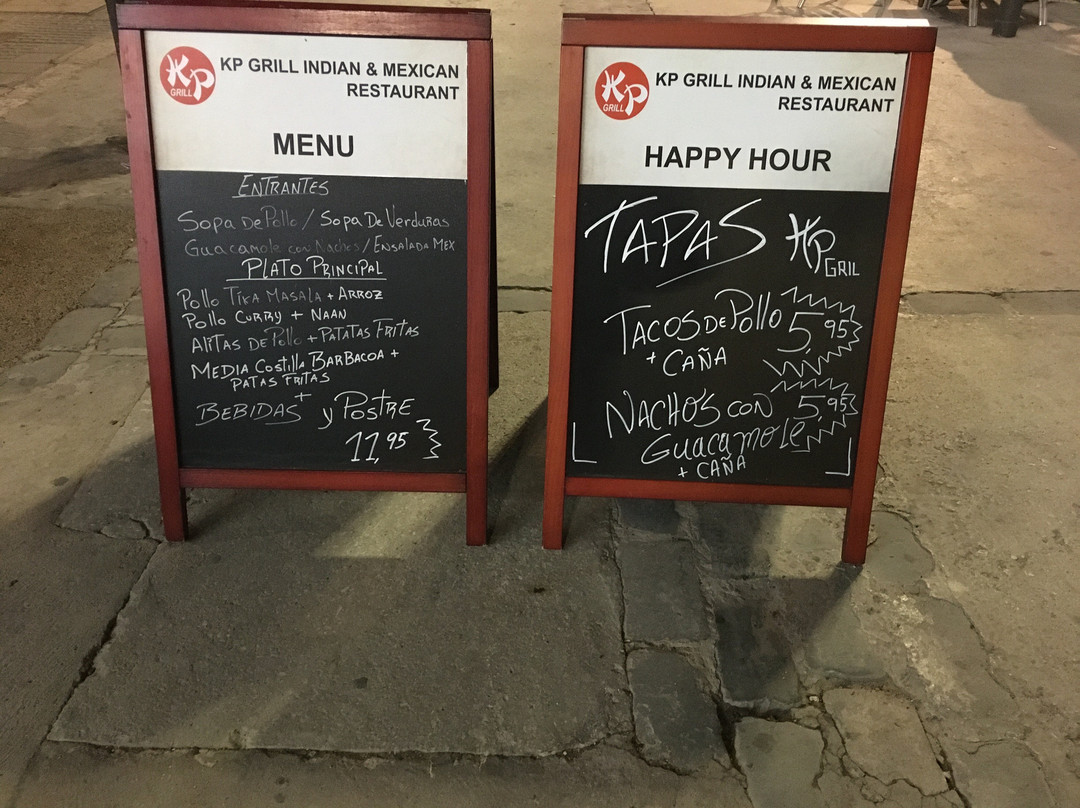 KP GRILL
KP GRILL INDIAN & MEXICAN
RESTAURANT
MENU
ENTRANTES
SOPA DE POLLO / SOPA DE VERDURAS
GUACAMOLE CON NACHOS / ENSALADA MEX
PLATO PRINCIPAL
POLLO TIKA MASALA + ARROZ
POLLO CURRY + NAAN
ALITAS DE POLLO + PATATAS FRITAS
MEDIA COSTILLA BARBACOA +
PATAS FRITAS
+
BEBIDAS y POSTRE
11,95
KP GRILL
KP GRILL INDIAN & MEXICAN
RESTAURANT
HAPPY HOUR
TAPAS KP GRIL
TACOS DE POLLO 5,95
+ CAÑA
NACHO'S CON 5,95
GUACAMOLE
+ CAÑA